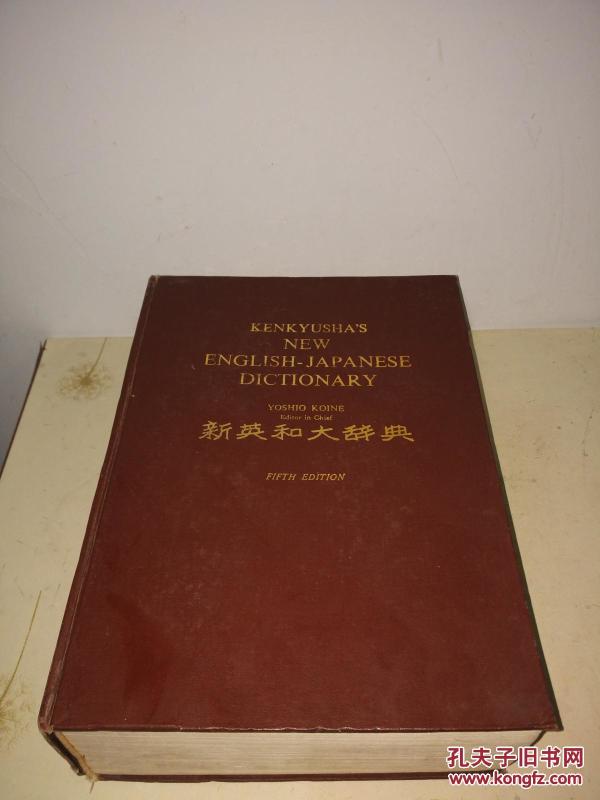 KENKYUSHA'S
NEW
ENGLISH-JAPANESE
DICTIONARY
YOSHIO KOINE
Editor in Chief
新英和大辞典
FIFTH EDITION
孔夫子旧书网
www.kongfz.com